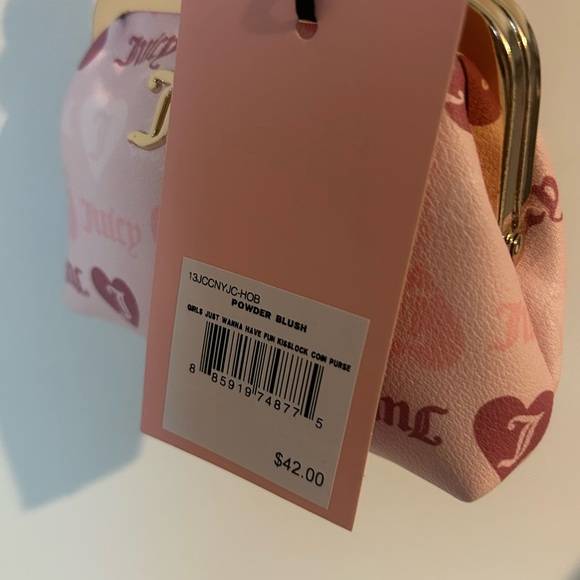 Juicy
J
J
Juicy
J
13JCCNYJC-HOB
POWDER BLUSH
GIRLS JUST WANNA HAVE FUN KISSLOCK COIN PURSE
8 85919 74877 5
$42.00
J